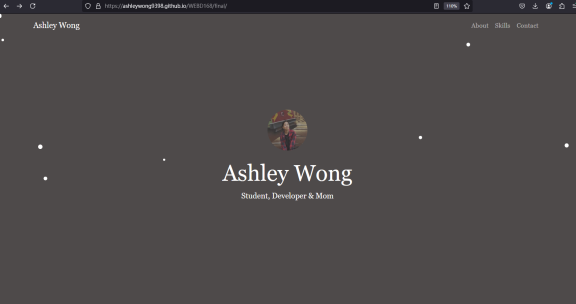 https://ashleywong9398.github.io/WEBD168/final/
110%
Ashley Wong
About Skills Contact
Ashley Wong
Student, Developer & Mom